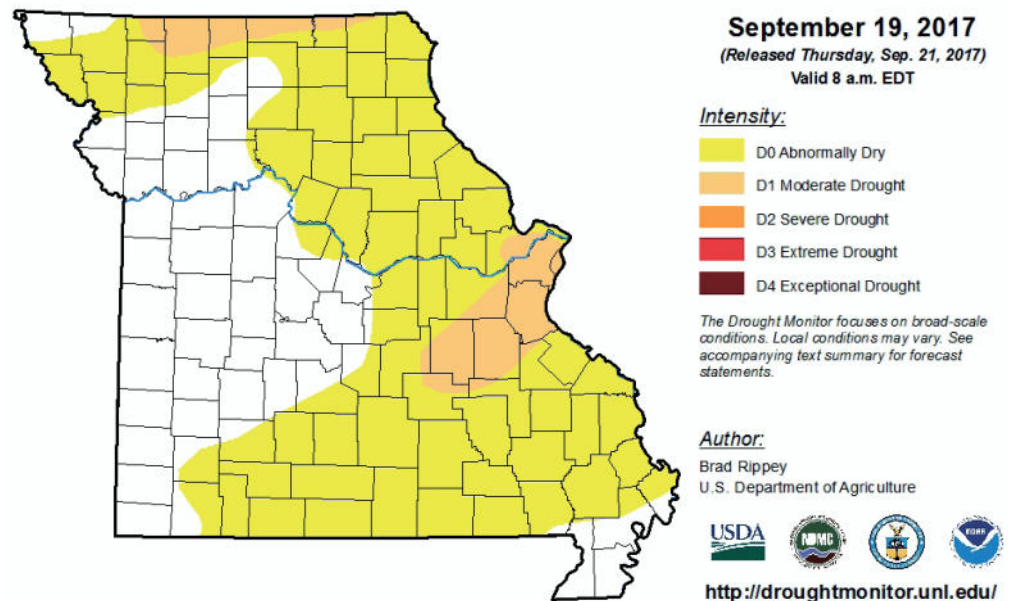 September 19, 2017
(Released Thursday, Sep. 21, 2017)
Valid 8 a.m. EDT
Intensity:
D0 Abnormally Dry
D1 Moderate Drought
D2 Severe Drought
D3 Extreme Drought
D4 Exceptional Drought
The Drought Monitor focuses on broad-scale
conditions. Local conditions may vary. See
accompanying text summary for forecast
statements.
Author:
Brad Rippey
U.S. Department of Agriculture
USDA
NDMC
NOAA
http://droughtmonitor.unl.edu/